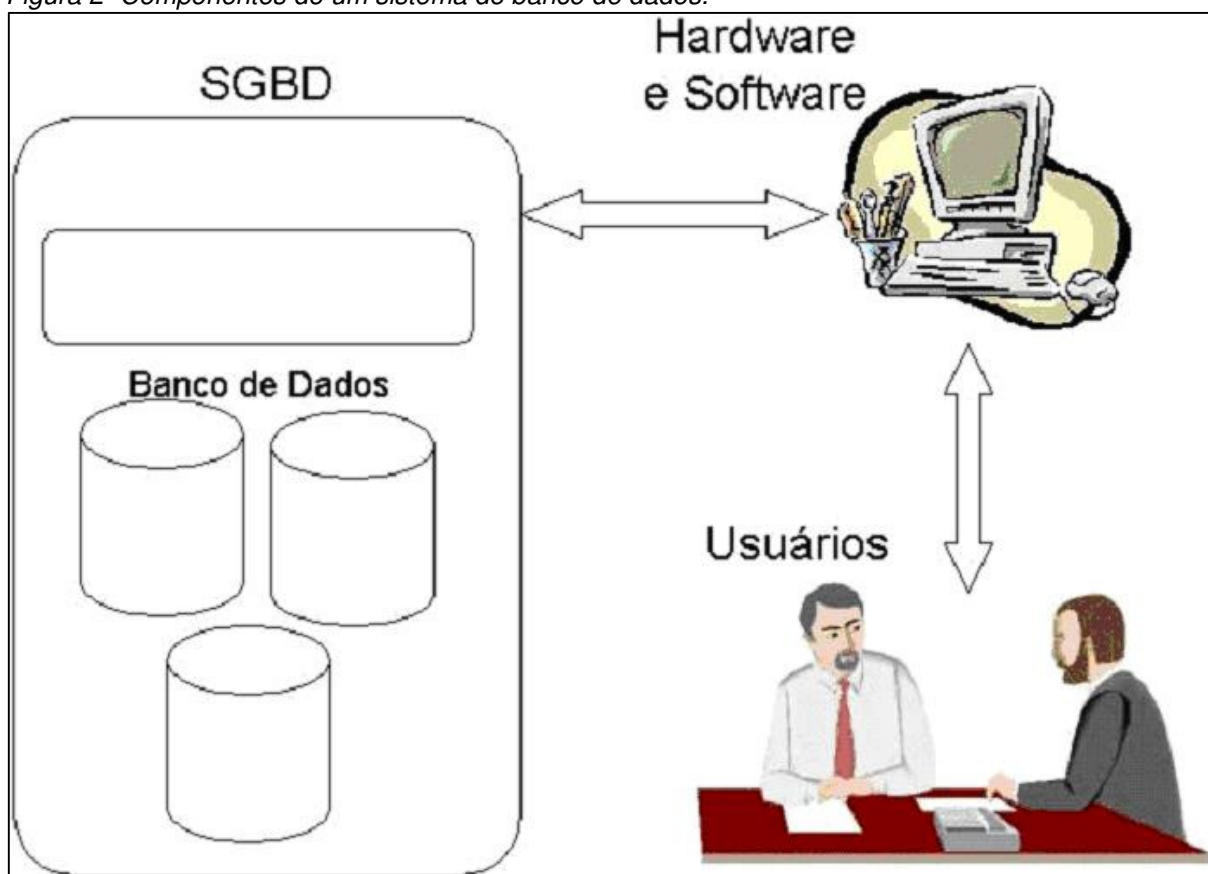 Figura 2- Componentes de um sistema de banco de dados.
SGBD
Hardware
e Software
Banco de Dados
Usuários